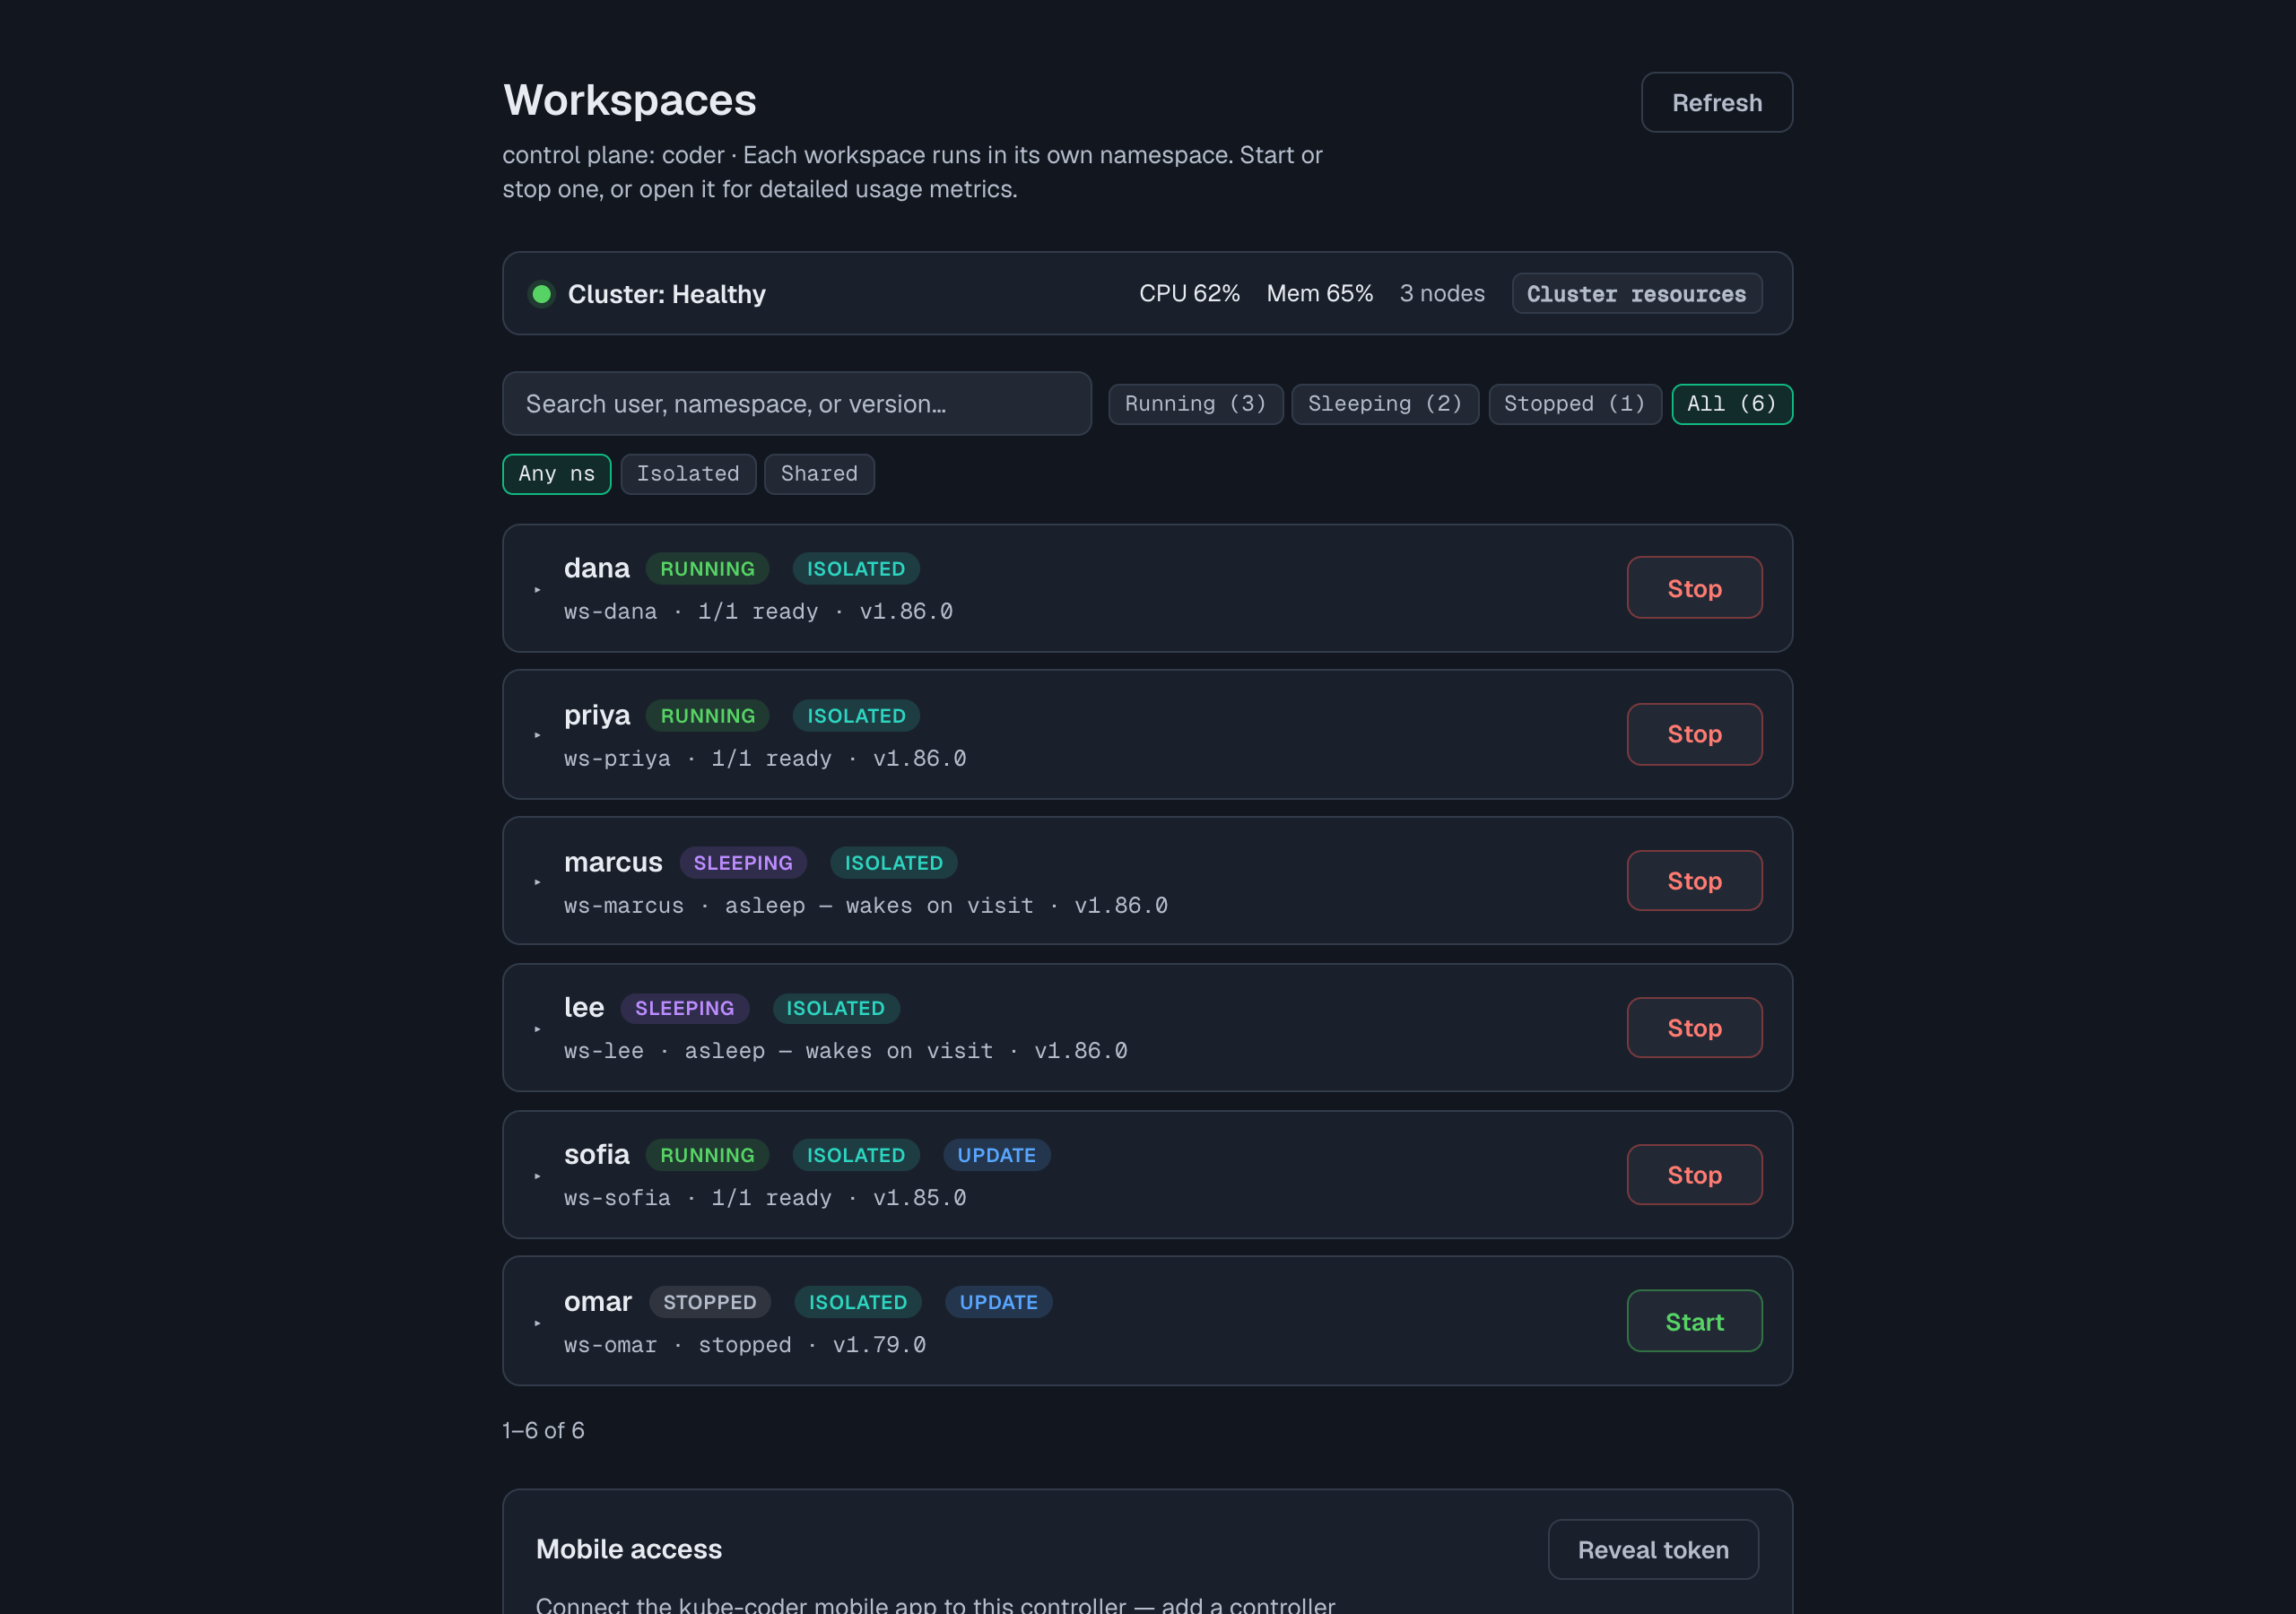 Workspaces
Refresh
control plane: coder · Each workspace runs in its own namespace. Start or
stop one, or open it for detailed usage metrics.
Cluster: Healthy
CPU 62% Mem 65% 3 nodes Cluster resources
Search user, namespace, or version…
Running (3) Sleeping (2) Stopped (1) All (6)
Any ns Isolated Shared
dana RUNNING ISOLATED
ws-dana · 1/1 ready · v1.86.0
Stop
priya RUNNING ISOLATED
ws-priya · 1/1 ready · v1.86.0
Stop
marcus SLEEPING ISOLATED
ws-marcus · asleep — wakes on visit · v1.86.0
Stop
lee SLEEPING ISOLATED
ws-lee · asleep — wakes on visit · v1.86.0
Stop
sofia RUNNING ISOLATED UPDATE
ws-sofia · 1/1 ready · v1.85.0
Stop
omar STOPPED ISOLATED UPDATE
ws-omar · stopped · v1.79.0
Start
1–6 of 6
Mobile access
Reveal token
Connect the kube-coder mobile app to this controller — add a controller